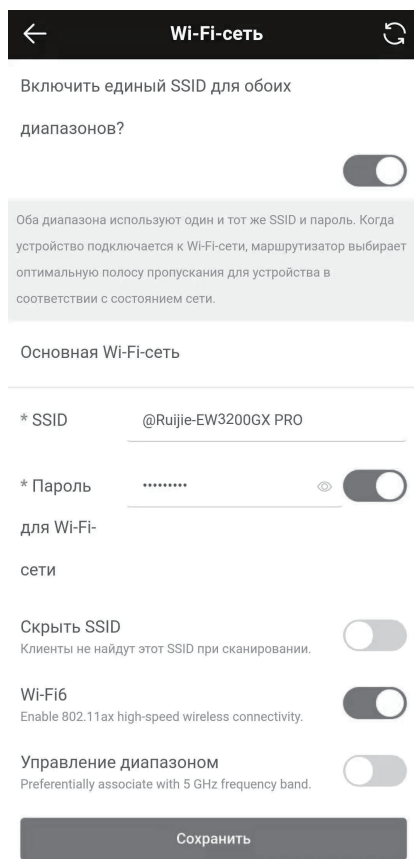 Wi-Fi-сеть
Включить единый SSID для обоих
диапазонов?
Оба диапазона используют один и тот же SSID и пароль. Когда
устройство подключается к Wi-Fi-сети, маршрутизатор выбирает
оптимальную полосу пропускания для устройства в
соответствии с состоянием сети.
Основная Wi-Fi-сеть
* SSID @Ruijie-EW3200GX PRO
* Пароль •••••••••
для Wi-Fi-
сети
Скрыть SSID
Клиенты не найдут этот SSID при сканировании.
Wi-Fi6
Enable 802.11ax high-speed wireless connectivity.
Управление диапазоном
Preferentially associate with 5 GHz frequency band.
Сохранить